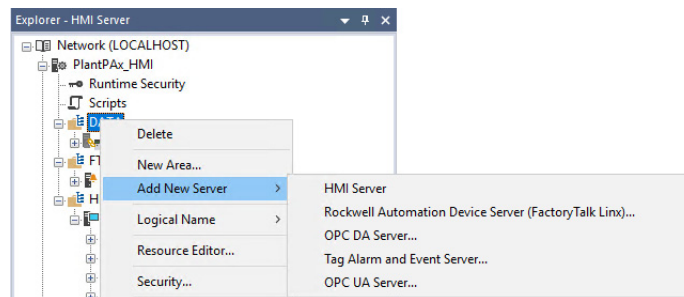 Explorer - HMI Server
Network (LOCALHOST)
PlantPAx_HMI
Runtime Security
Scripts
Delete
New Area...
Add New Server
HMI Server
Logical Name
Rockwell Automation Device Server (FactoryTalk Linx)...
OPC DA Server...
Resource Editor...
Tag Alarm and Event Server...
Security...
OPC UA Server...